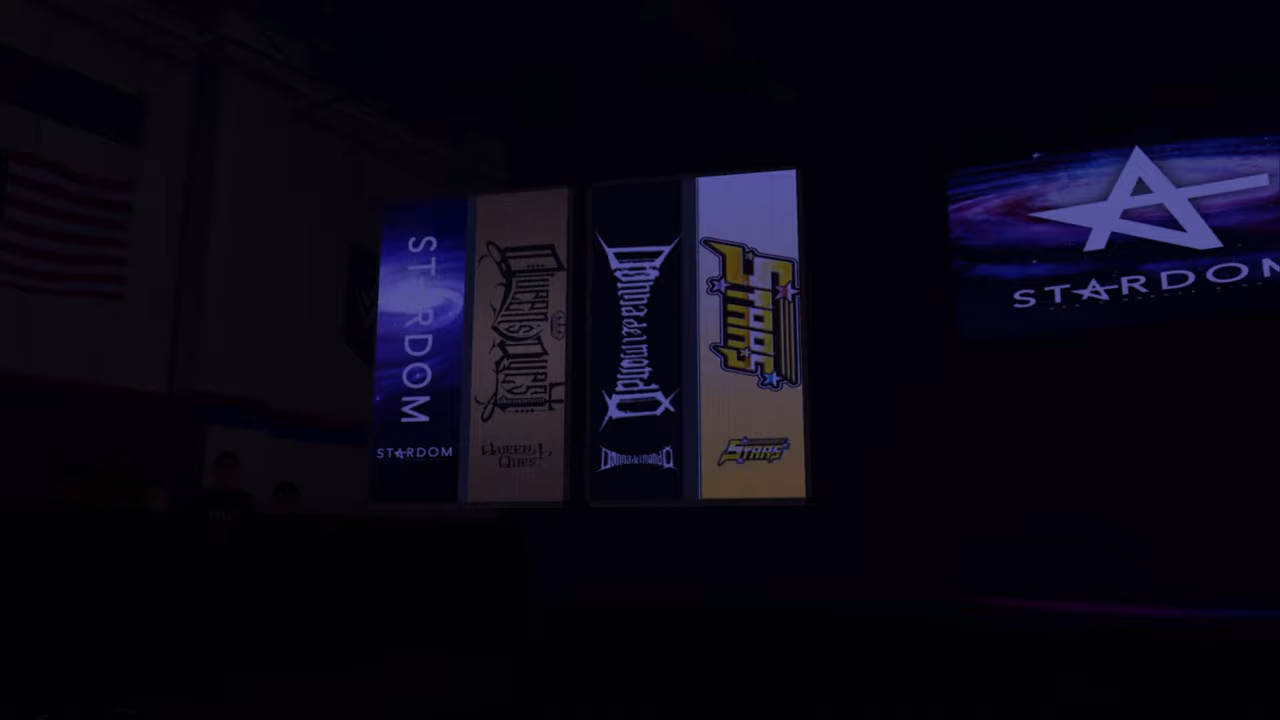 STARDOM
STARDOM
QUEEN'S QUEST
QUEEN'S
QUEST
Donna del mondo
Donna del mondo
STARS
STARS
STARDOM